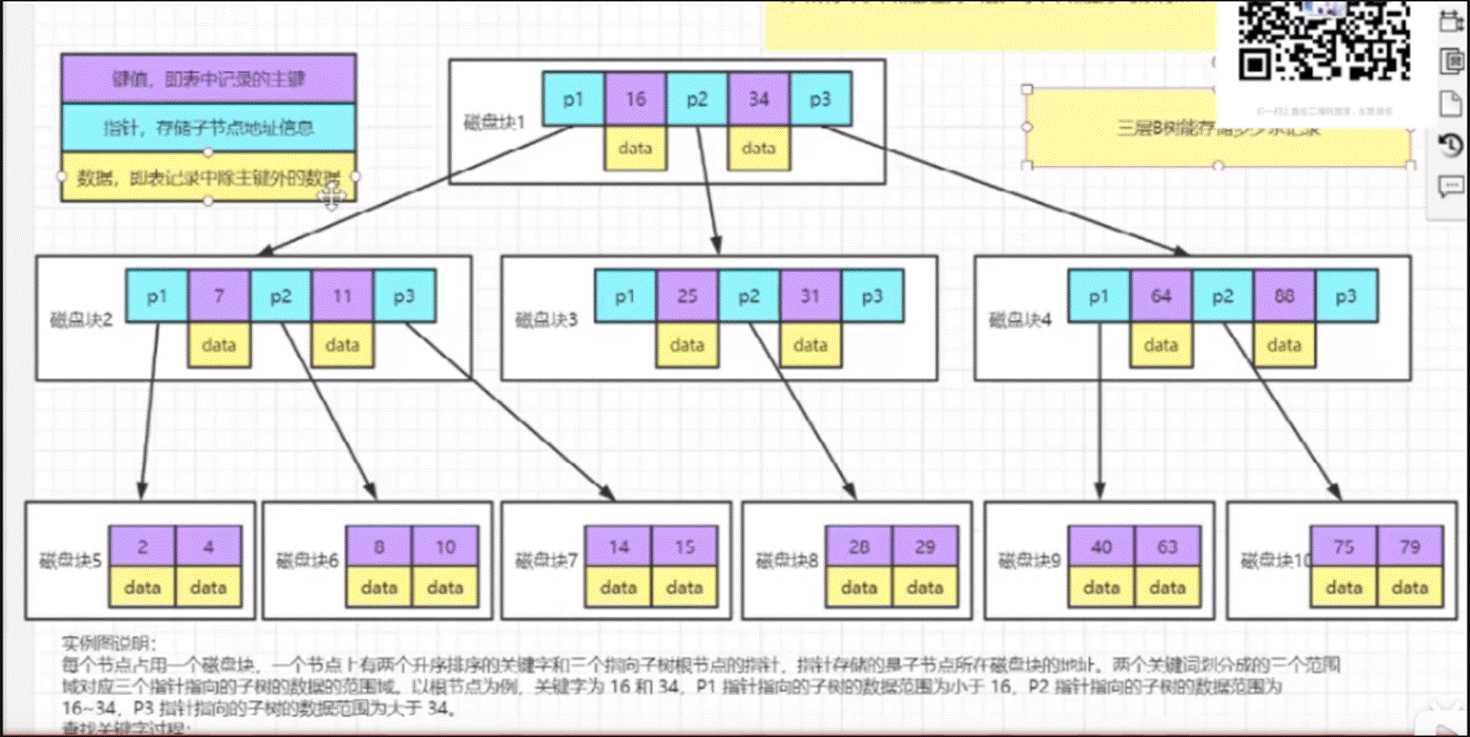 键值，即表中记录的主键
指针，存储子节点地址信息
数据，即表记录中除主键外的数据
磁盘块1
p1 16 p2 34 p3
data data
三层B树能存储多少条记录
磁盘块2
p1 7 p2 11 p3
data data
磁盘块3
p1 25 p2 31 p3
data data
磁盘块4
p1 64 p2 88 p3
data data
磁盘块5
2 4
data data
磁盘块6
8 10
data data
磁盘块7
14 15
data data
磁盘块8
28 29
data data
磁盘块9
40 63
data data
磁盘块10
75 79
data data
实例图说明：
每个节点占用一个磁盘块，一个节点上有两个升序排序的关键字和三个指向子树根节点的指针，指针存储的是子节点所在磁盘块的地址。两个关键词划分成的三个范围
域对应三个指针指向的子树的数据的范围域。以根节点为例，关键字为 16 和 34，P1 指针指向的子树的数据范围为小于 16，P2 指针指向的子树的数据范围为
16~34，P3 指针指向的子树的数据范围为大于 34。
查找关键字过程：